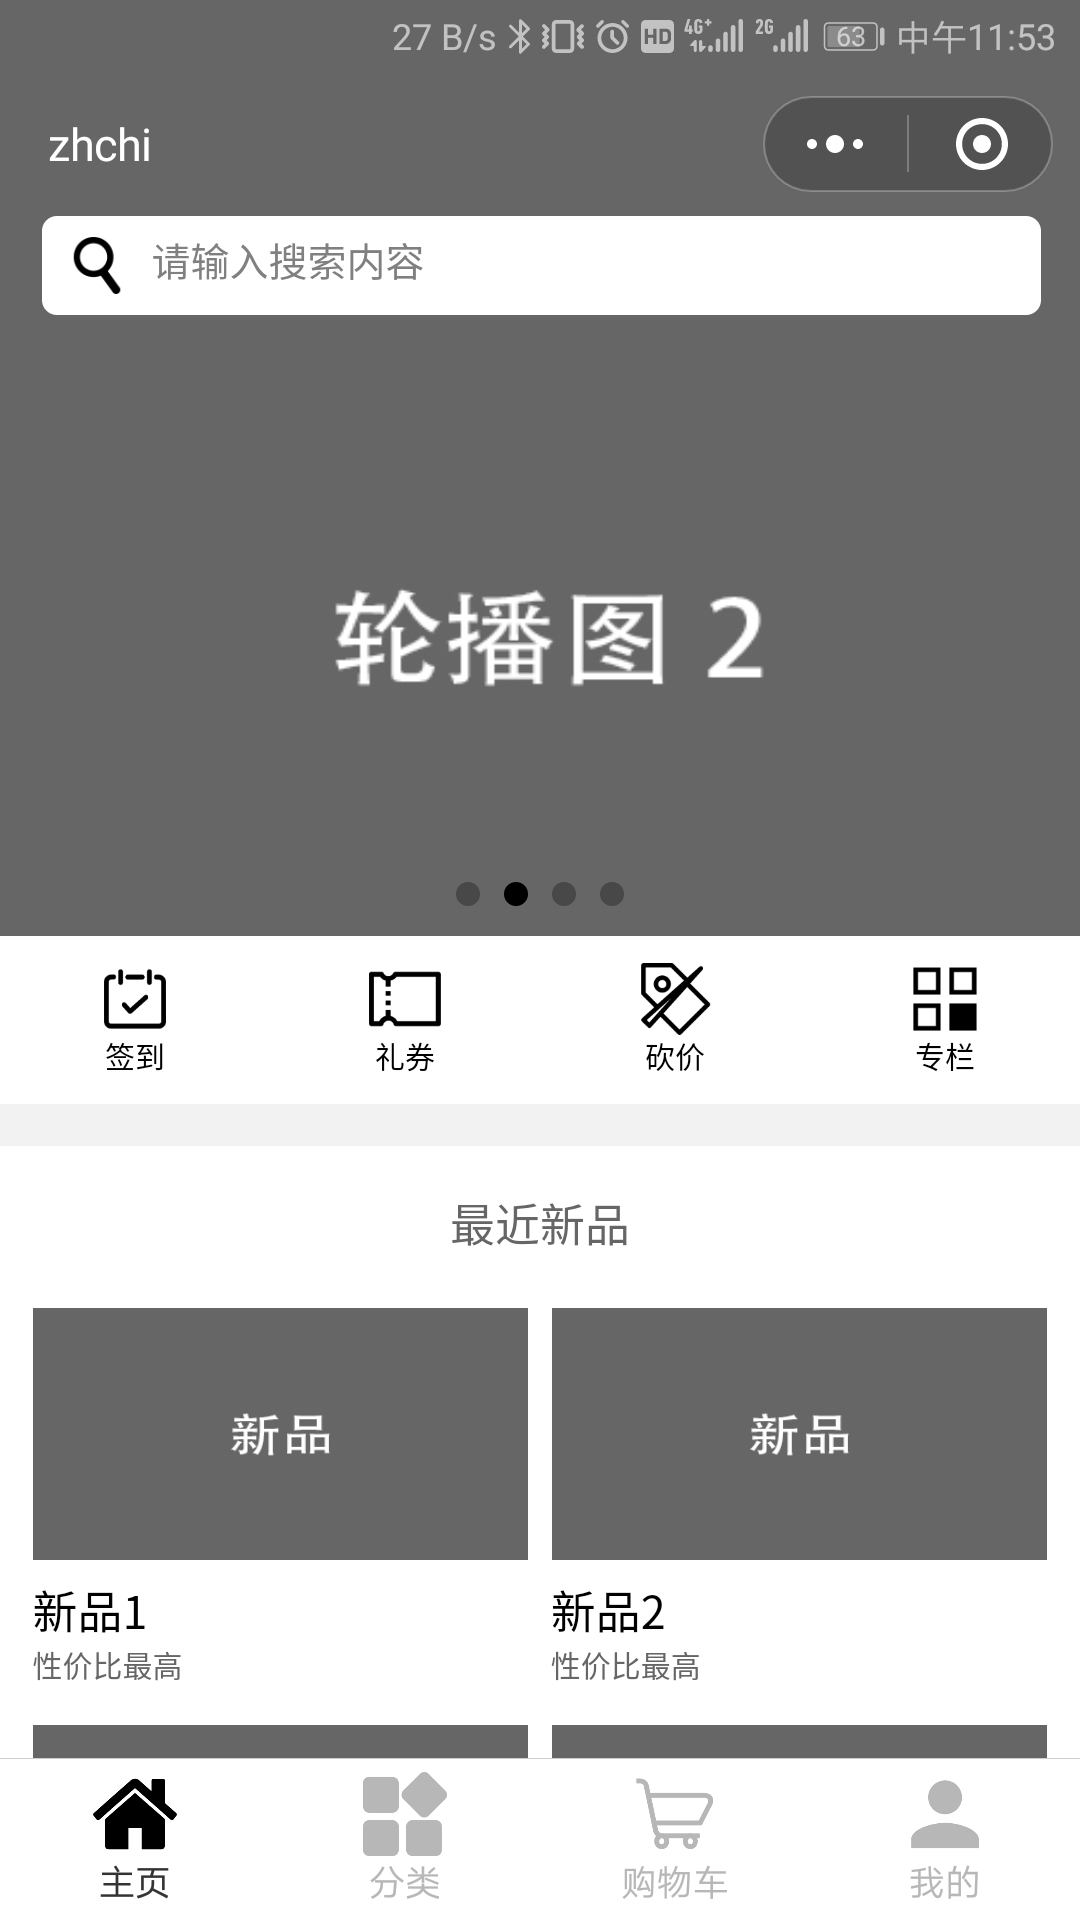 27 B/s HD 4G+ 2G 63 中午11:53
zhchi
请输入搜索内容
轮播图 2
签到 礼券 砍价 专栏
最近新品
新品 新品
新品1 新品2
性价比最高 性价比最高
主页 分类 购物车 我的